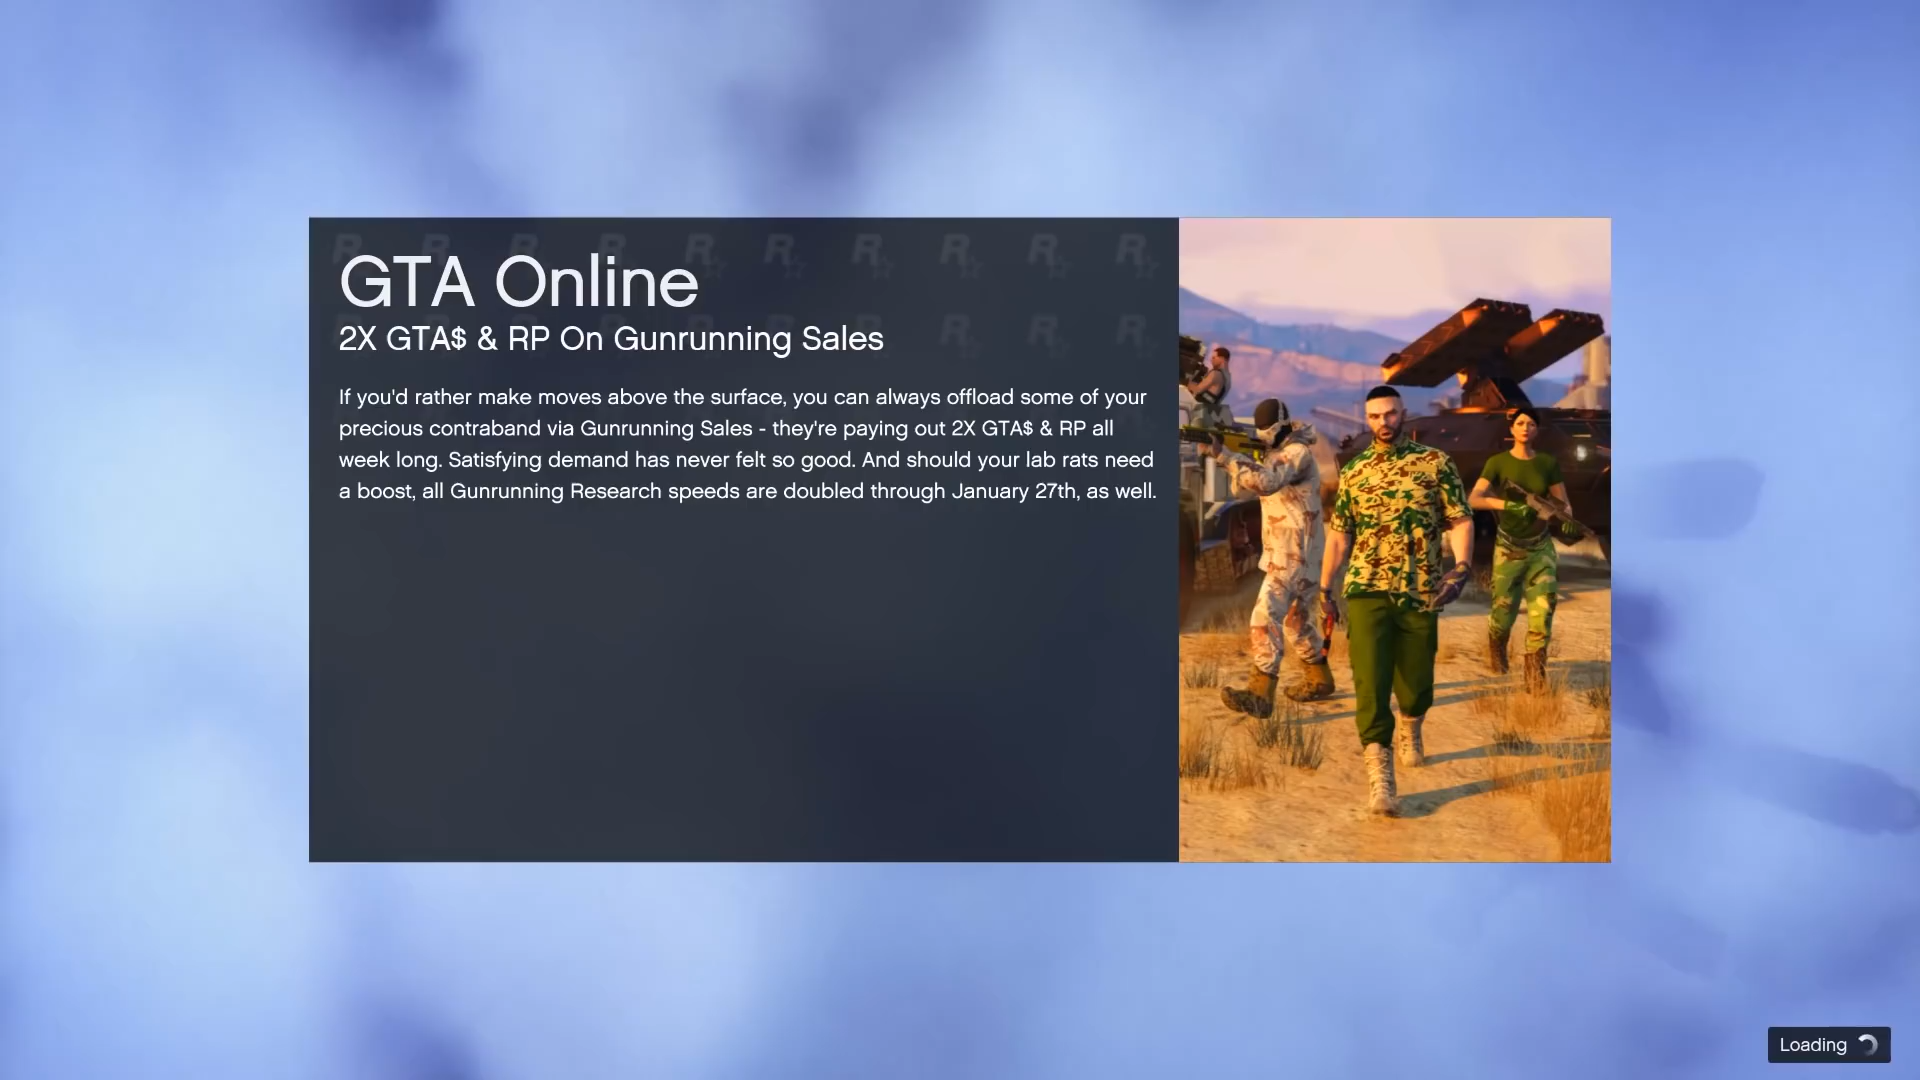 GTA Online
2X GTA$ & RP On Gunrunning Sales
If you'd rather make moves above the surface, you can always offload some of your
precious contraband via Gunrunning Sales - they're paying out 2X GTA$ & RP all
week long. Satisfying demand has never felt so good. And should your lab rats need
a boost, all Gunrunning Research speeds are doubled through January 27th, as well.
Loading